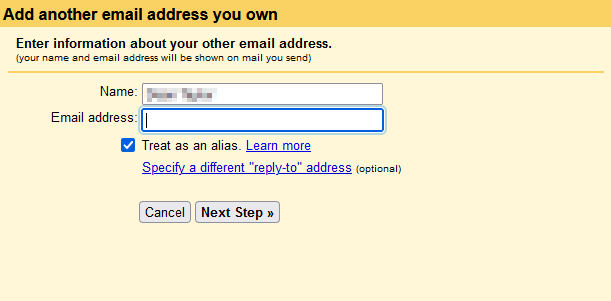 Add another email address you own
Enter information about your other email address.
(your name and email address will be shown on mail you send)
Name:
Email address:
Treat as an alias. Learn more
Specify a different "reply-to" address (optional)
Cancel Next Step »